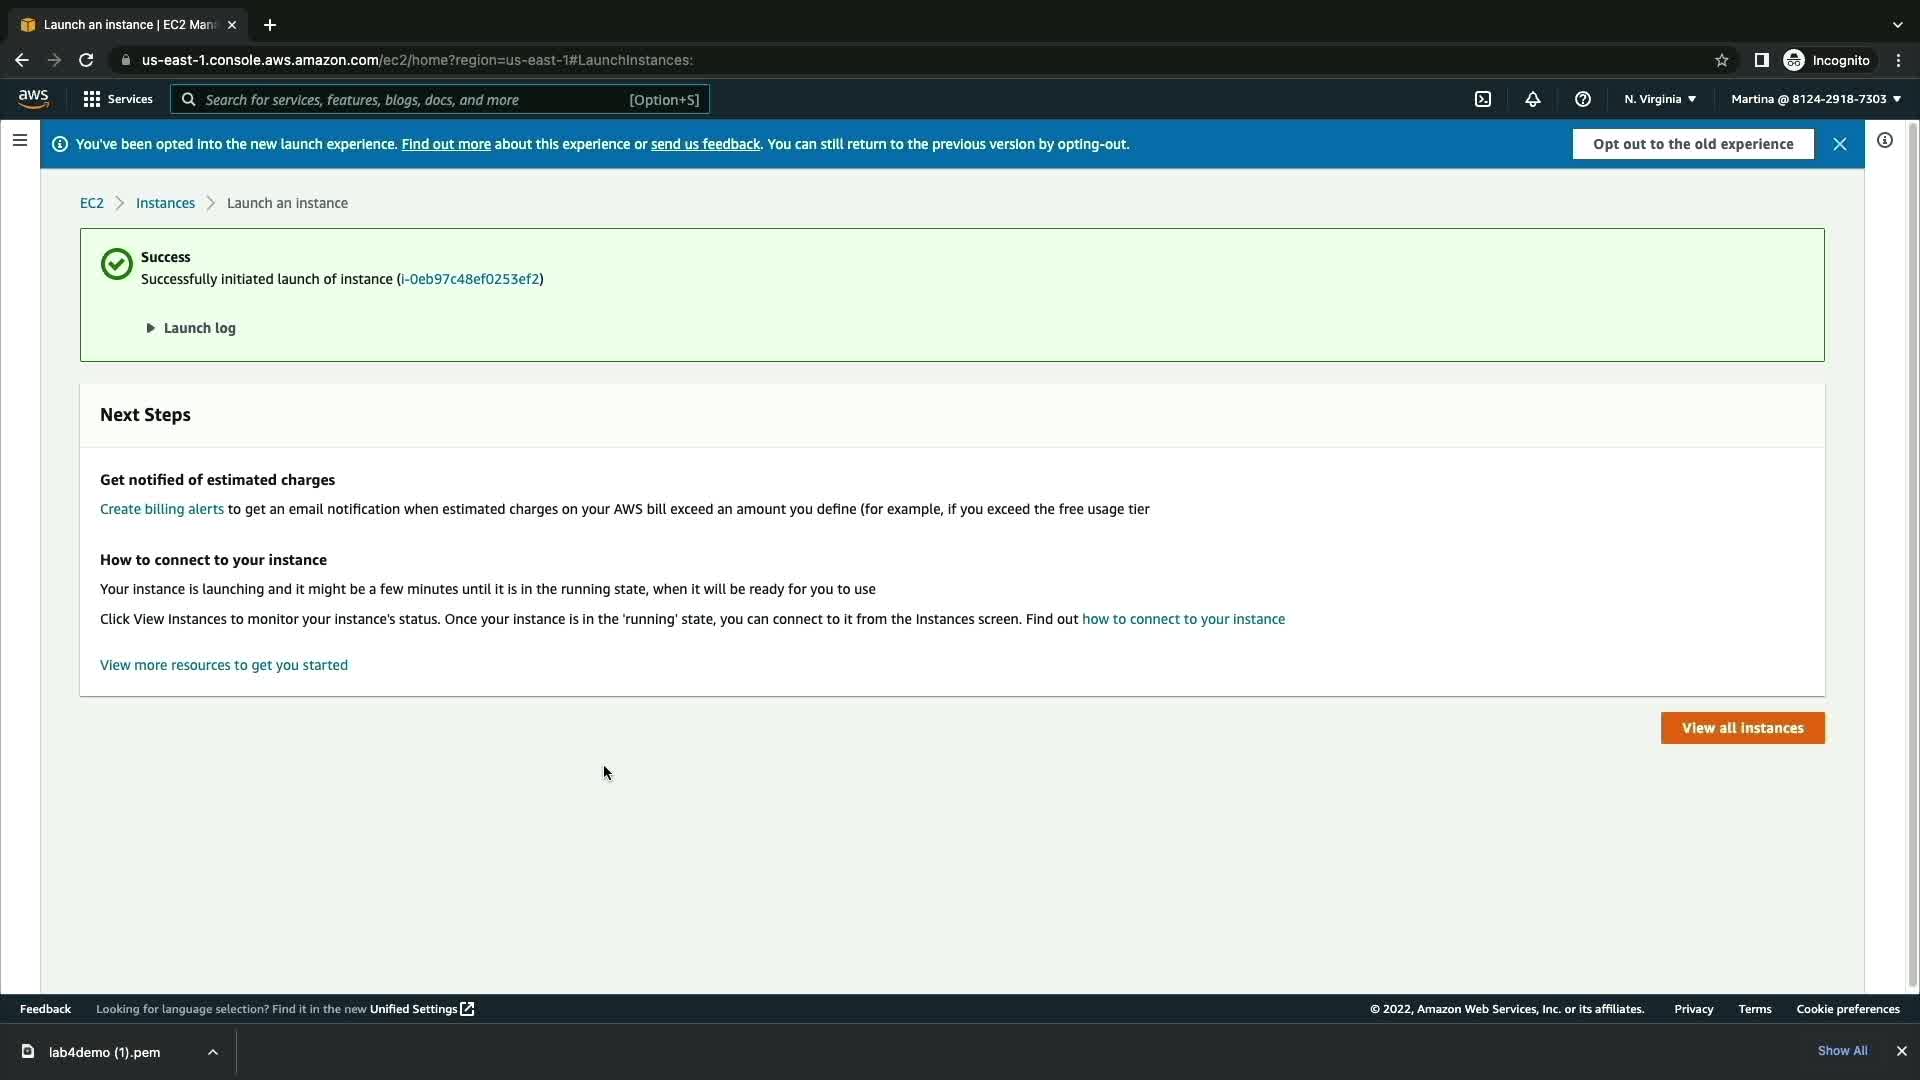 Launch an instance | EC2 Man
us-east-1.console.aws.amazon.com/ec2/home?region=us-east-1#LaunchInstances:
Incognito
aws
Services
Search for services, features, blogs, docs, and more
[Option+S]
N. Virginia
Martina @ 8124-2918-7303
You've been opted into the new launch experience. Find out more about this experience or send us feedback. You can still return to the previous version by opting-out.
Opt out to the old experience
EC2
Instances
Launch an instance
Success
Successfully initiated launch of instance (i-0eb97c48ef0253ef2)
Launch log
Next Steps
Get notified of estimated charges
Create billing alerts to get an email notification when estimated charges on your AWS bill exceed an amount you define (for example, if you exceed the free usage tier
How to connect to your instance
Your instance is launching and it might be a few minutes until it is in the running state, when it will be ready for you to use
Click View Instances to monitor your instance's status. Once your instance is in the 'running' state, you can connect to it from the Instances screen. Find out how to connect to your instance
View more resources to get you started
View all instances
Feedback
Looking for language selection? Find it in the new Unified Settings
© 2022, Amazon Web Services, Inc. or its affiliates.
Privacy
Terms
Cookie preferences
lab4demo (1).pem
Show All